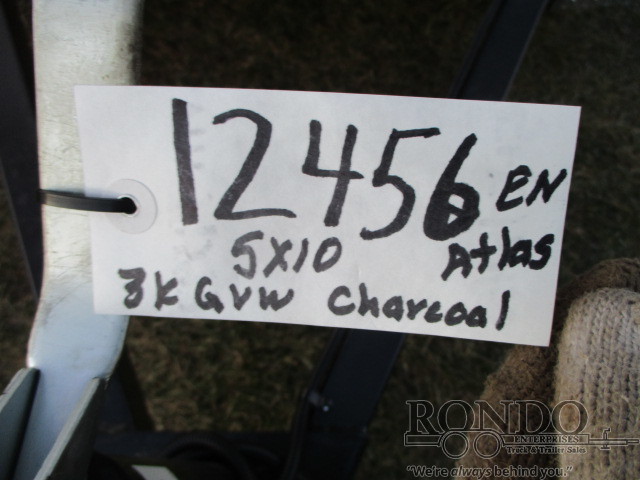 12456 EN
5X10 Atlas
3K GVW Charcoal
RONDO
ENTERPRISES
Truck & Trailer Sales
"We're always behind you."